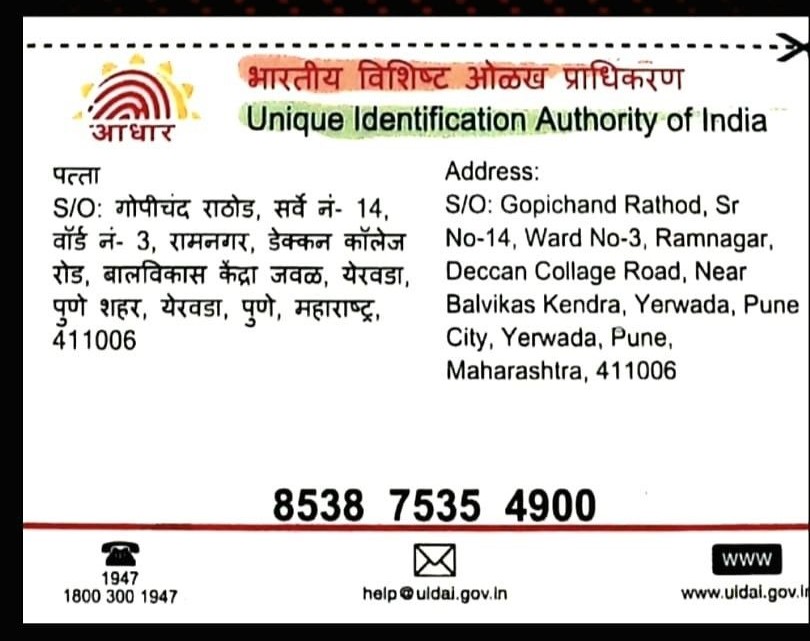 भारतीय विशिष्ट ओळख प्राधिकरण
Unique Identification Authority of India
आधार
पत्ता
S/O: गोपीचंद राठोड, सर्वे नं- 14,
वॉर्ड नं- 3, रामनगर, डेक्कन कॉलेज
रोड, बालविकास केंद्रा जवळ, येरवडा,
पुणे शहर, येरवडा, पुणे, महाराष्ट्र,
411006
Address:
S/O: Gopichand Rathod, Sr
No-14, Ward No-3, Ramnagar,
Deccan Collage Road, Near
Balvikas Kendra, Yerwada, Pune
City, Yerwada, Pune,
Maharashtra, 411006
8538 7535 4900
1947
1800 300 1947
help@uidai.gov.in
www
www.uidai.gov.in